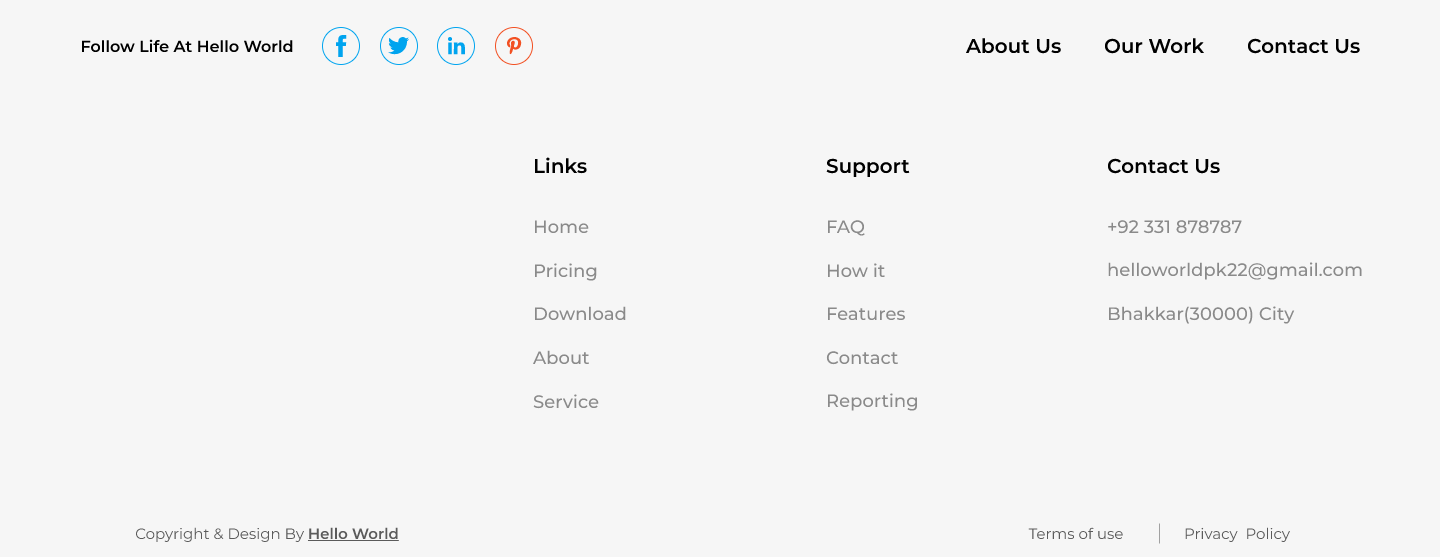 Follow Life At Hello World
About Us Our Work Contact Us
Links
Home
Pricing
Download
About
Service
Support
FAQ
How it
Features
Contact
Reporting
Contact Us
+92 331 878787
helloworldpk22@gmail.com
Bhakkar(30000) City
Copyright & Design By Hello World
Terms of use | Privacy Policy